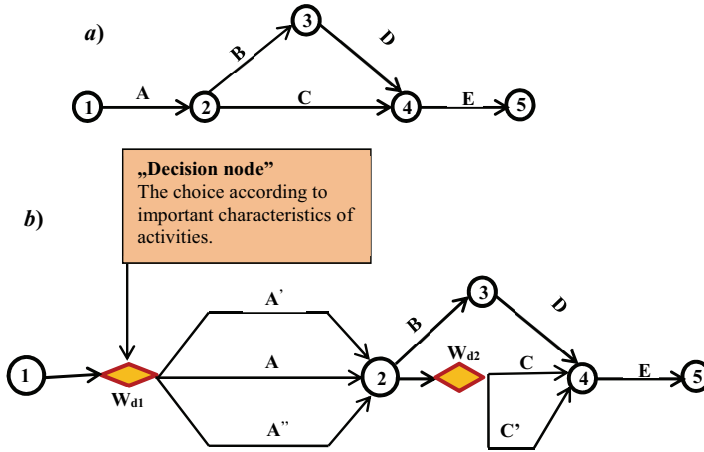 a)
B
3
D
1
A
2
C
4
E
5
„Decision node”
The choice according to
important characteristics of
activities.
b)
A’
3
B
D
1
Wd1
A
2
Wd2
C
4
E
5
A’’
C’